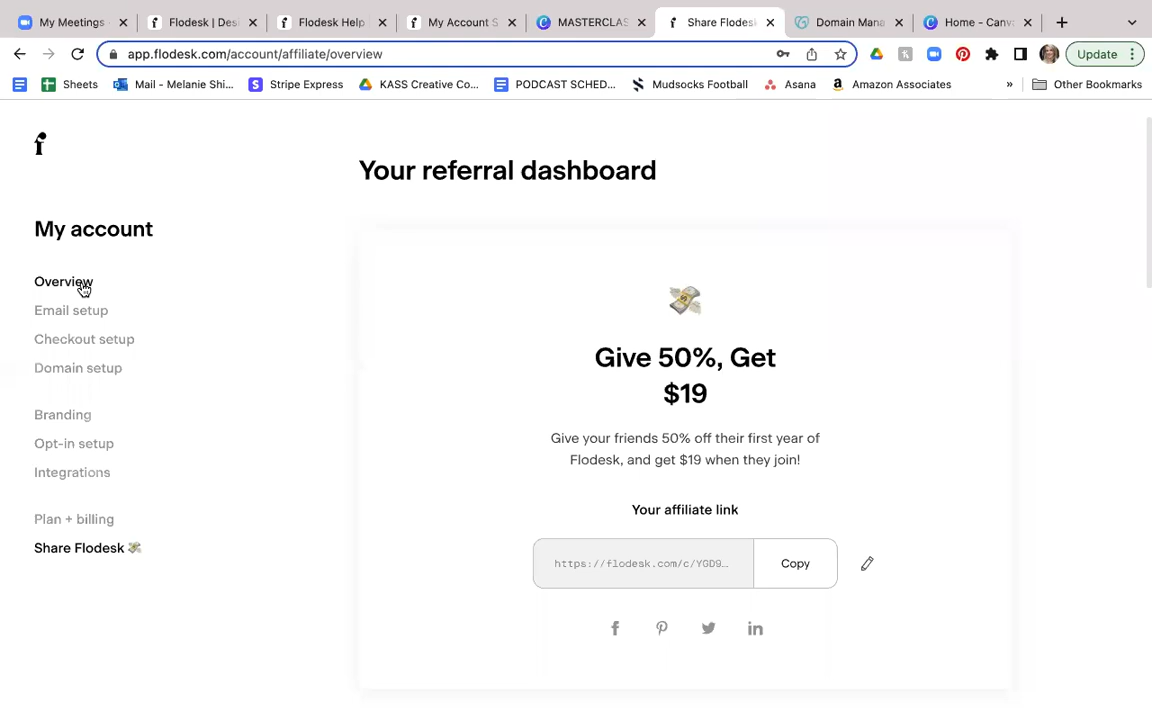 My Meetings
Flodesk | Des
Flodesk Help
My Account S
MASTERCLAS
Share Flodes
Domain Mana
Home - Canv
app.flodesk.com/account/affiliate/overview
Update
Sheets
Mail - Melanie Shi...
Stripe Express
KASS Creative Co...
PODCAST SCHED...
Mudsocks Football
Asana
Amazon Associates
»
Other Bookmarks
Your referral dashboard
My account
Overview
Email setup
Checkout setup
Domain setup
Branding
Opt-in setup
Integrations
Plan + billing
Share Flodesk
Give 50%, Get
$19
Give your friends 50% off their first year of
Flodesk, and get $19 when they join!
Your affiliate link
https://flodesk.com/c/YGD9…
Copy